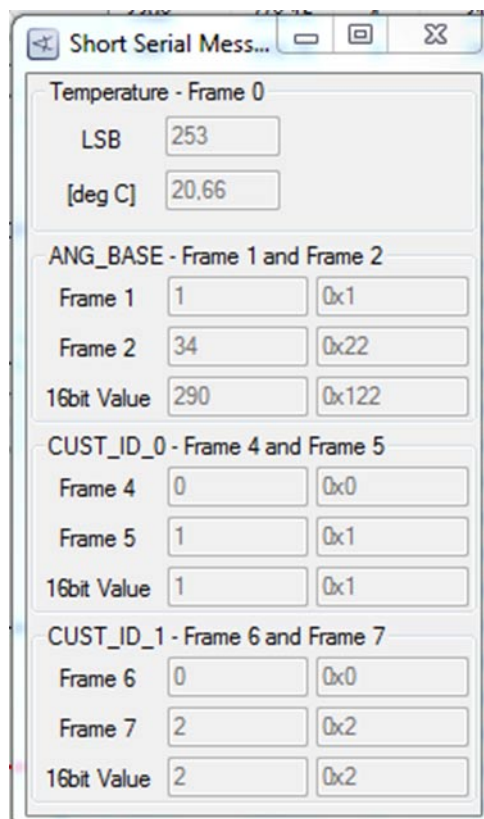 Short Serial Mess...
Temperature - Frame 0
LSB 253
[deg C] 20,66
ANG_BASE - Frame 1 and Frame 2
Frame 1 1 0x1
Frame 2 34 0x22
16bit Value 290 0x122
CUST_ID_0 - Frame 4 and Frame 5
Frame 4 0 0x0
Frame 5 1 0x1
16bit Value 1 0x1
CUST_ID_1 - Frame 6 and Frame 7
Frame 6 0 0x0
Frame 7 2 0x2
16bit Value 2 0x2